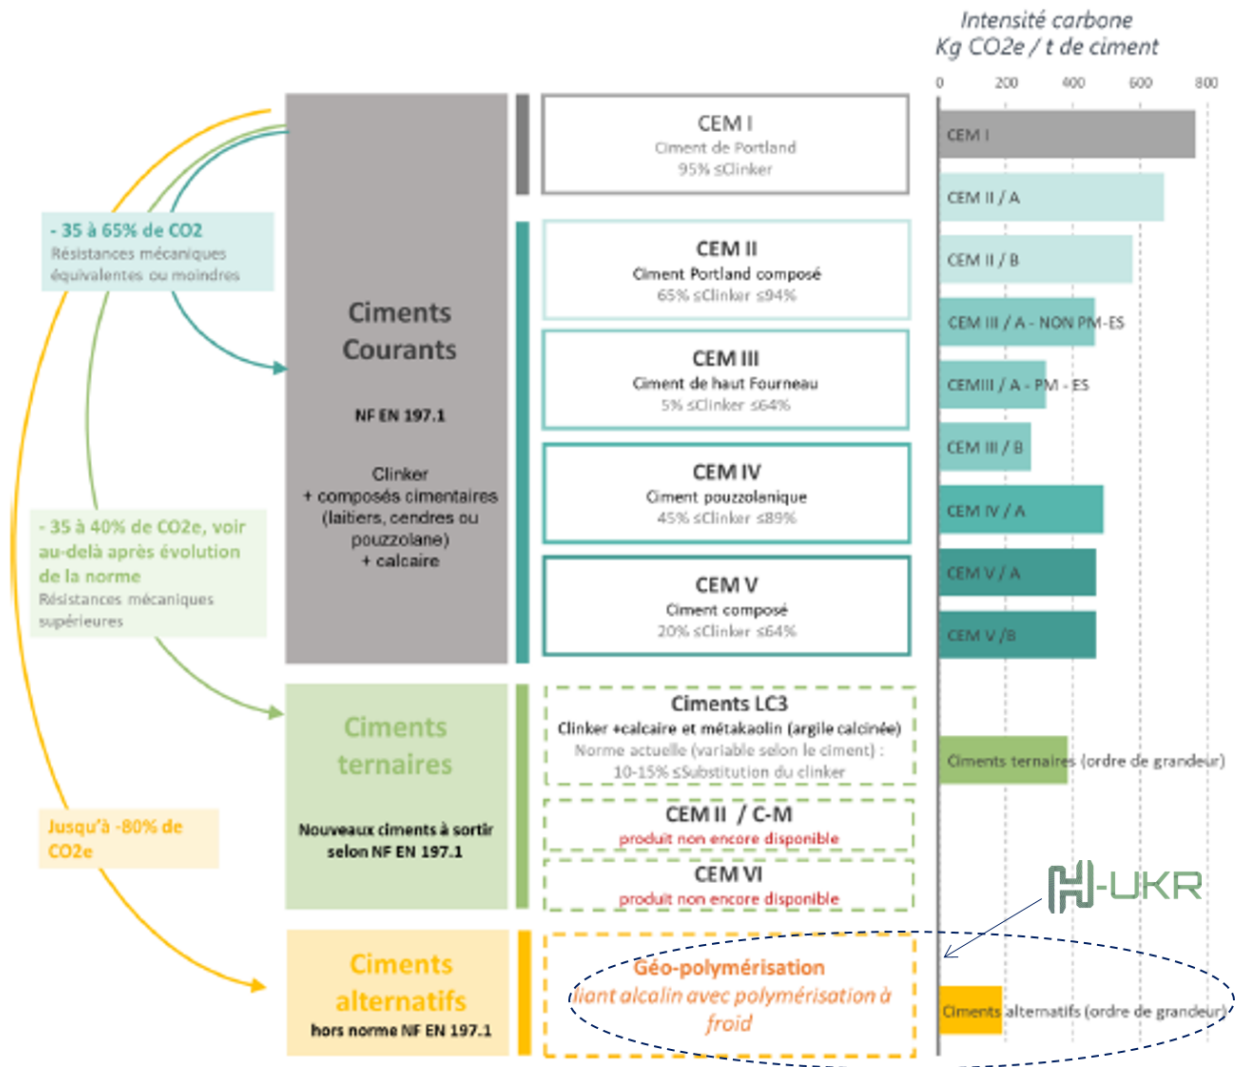 Intensité carbone
Kg CO2e / t de ciment
0 200 400 600 800
CEM I
Ciment de Portland
95% ≤Clinker
CEM I
CEM II / A
- 35 à 65% de CO2
Résistances mécaniques
équivalentes ou moindres
CEM II
Ciment Portland composé
65% ≤Clinker ≤94%
CEM II / B
Ciments
Courants
NF EN 197.1
Clinker
+ composés cimentaires
(laitiers, cendres ou
pouzzolane)
+ calcaire
CEM III / A - NON PM-ES
CEM III
Ciment de haut Fourneau
5% ≤Clinker ≤64%
CEMIII / A - PM - ES
CEM III / B
CEM IV
Ciment pouzzolanique
45% ≤Clinker ≤89%
CEM IV / A
- 35 à 40% de CO2e, voir
au-delà après évolution
de la norme
Résistances mécaniques
supérieures
CEM V
Ciment composé
20% ≤Clinker ≤64%
CEM V / A
CEM V /B
Ciments
ternaires
Nouveaux ciments à sortir
selon NF EN 197.1
Ciments LC3
Clinker +calcaire et métakaolin (argile calcinée)
Norme actuelle (variable selon le ciment) :
10-15% ≤Substitution du clinker
Ciments ternaires (ordre de grandeur)
CEM II / C-M
produit non encore disponible
CEM VI
produit non encore disponible
Jusqu'à -80% de
CO2e
H-UKR
Ciments
alternatifs
hors norme NF EN 197.1
Géo-polymérisation
liant alcalin avec polymérisation à
froid
Ciments alternatifs (ordre de grandeur)